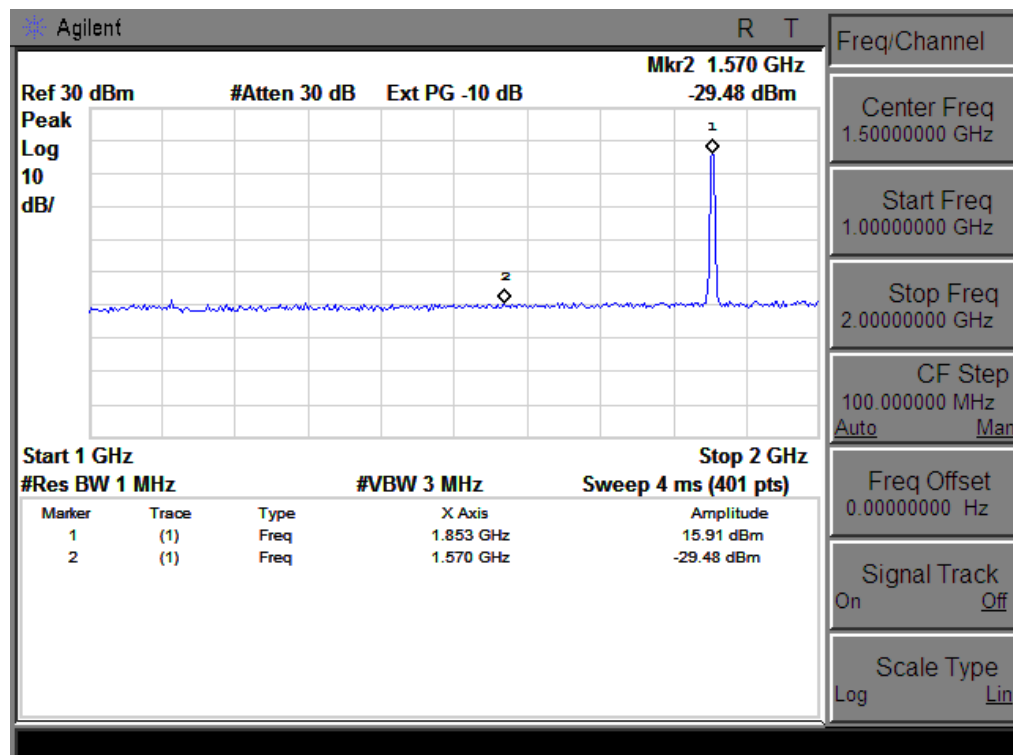 Agilent R T
Mkr2 1.570 GHz
Ref 30 dBm #Atten 30 dB Ext PG -10 dB -29.48 dBm
Peak
Log
10
dB/
1
2
Start 1 GHz Stop 2 GHz
#Res BW 1 MHz #VBW 3 MHz Sweep 4 ms (401 pts)
Marker Trace Type X Axis Amplitude
1 (1) Freq 1.853 GHz 15.91 dBm
2 (1) Freq 1.570 GHz -29.48 dBm
Freq/Channel
Center Freq
1.50000000 GHz
Start Freq
1.00000000 GHz
Stop Freq
2.00000000 GHz
CF Step
100.000000 MHz
Auto Man
Freq Offset
0.00000000 Hz
Signal Track
On Off
Scale Type
Log Lin